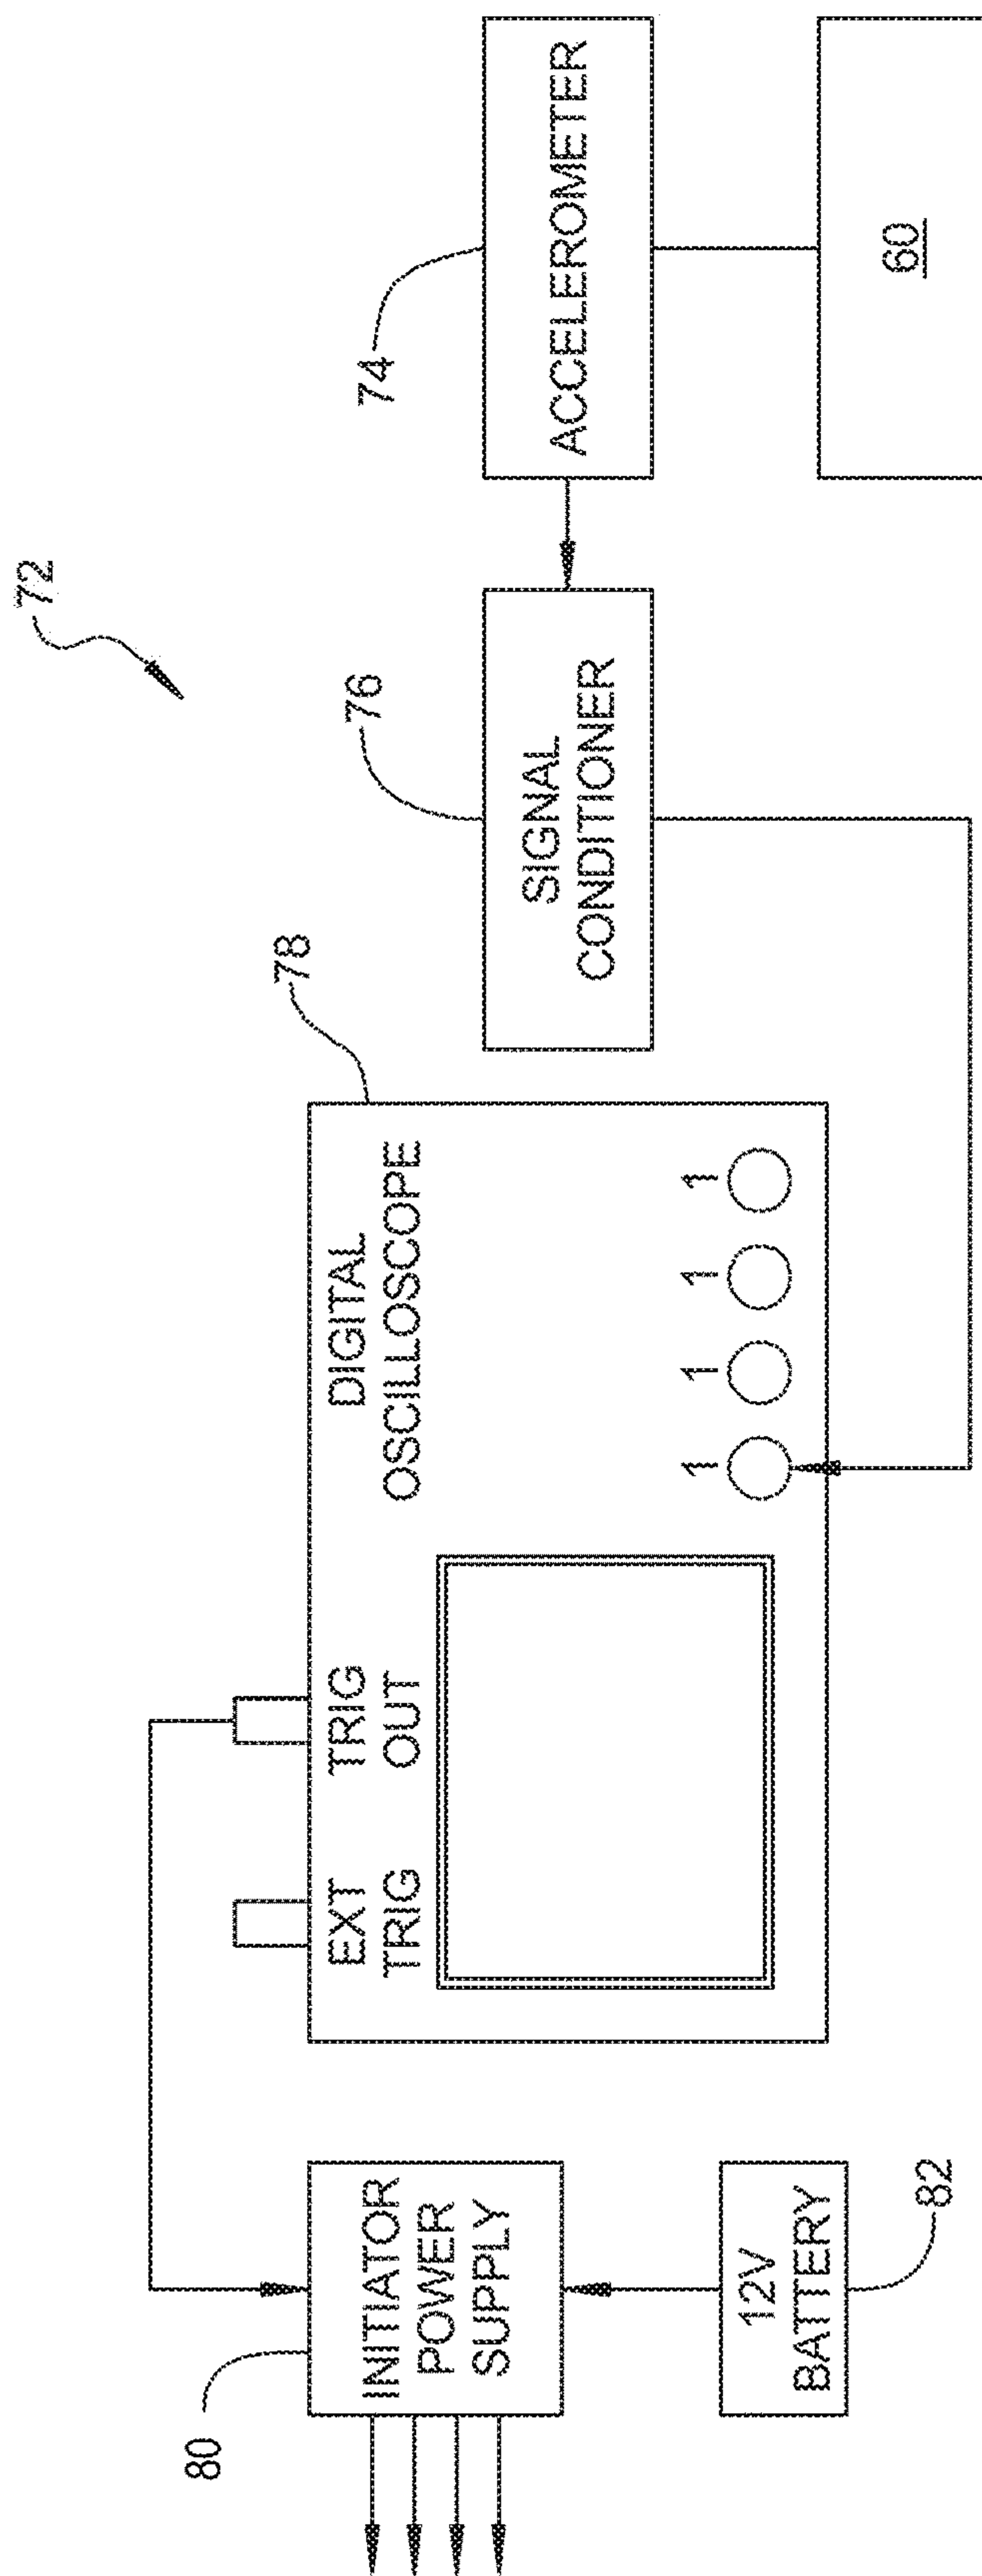 72
80
INITIATOR
POWER
SUPPLY
12V
BATTERY
82
EXT
TRIG
TRIG
OUT
DIGITAL
OSCILLOSCOPE
78
1 1 1 1
76
SIGNAL
CONDITIONER
74
ACCELEROMETER
60